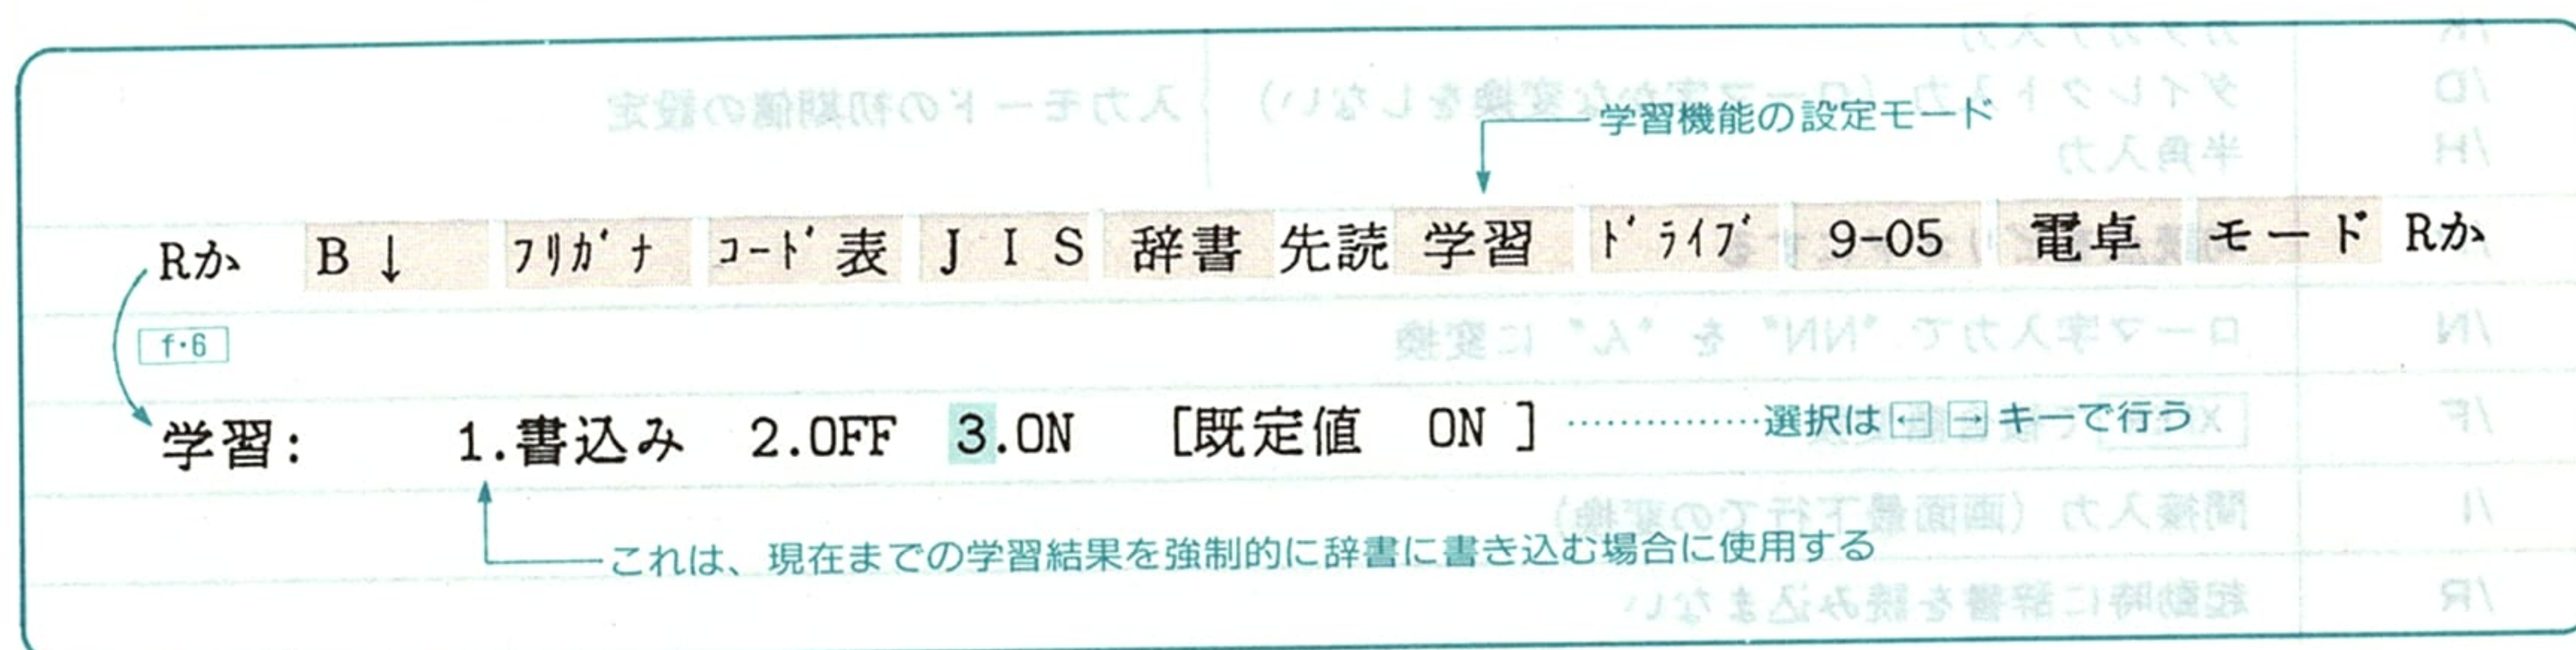 学習機能の設定モード
Rか B↓ ﾌﾘｶﾞﾅ ｺｰﾄﾞ表 JIS 辞書 先読 学習 ﾄﾞﾗｲﾌﾞ 9-05 電卓 モード Rか
f・6
学習: 1.書込み 2.OFF 3.ON [既定値 ON ] ……………選択は←→キーで行う
これは、現在までの学習結果を強制的に辞書に書き込む場合に使用する